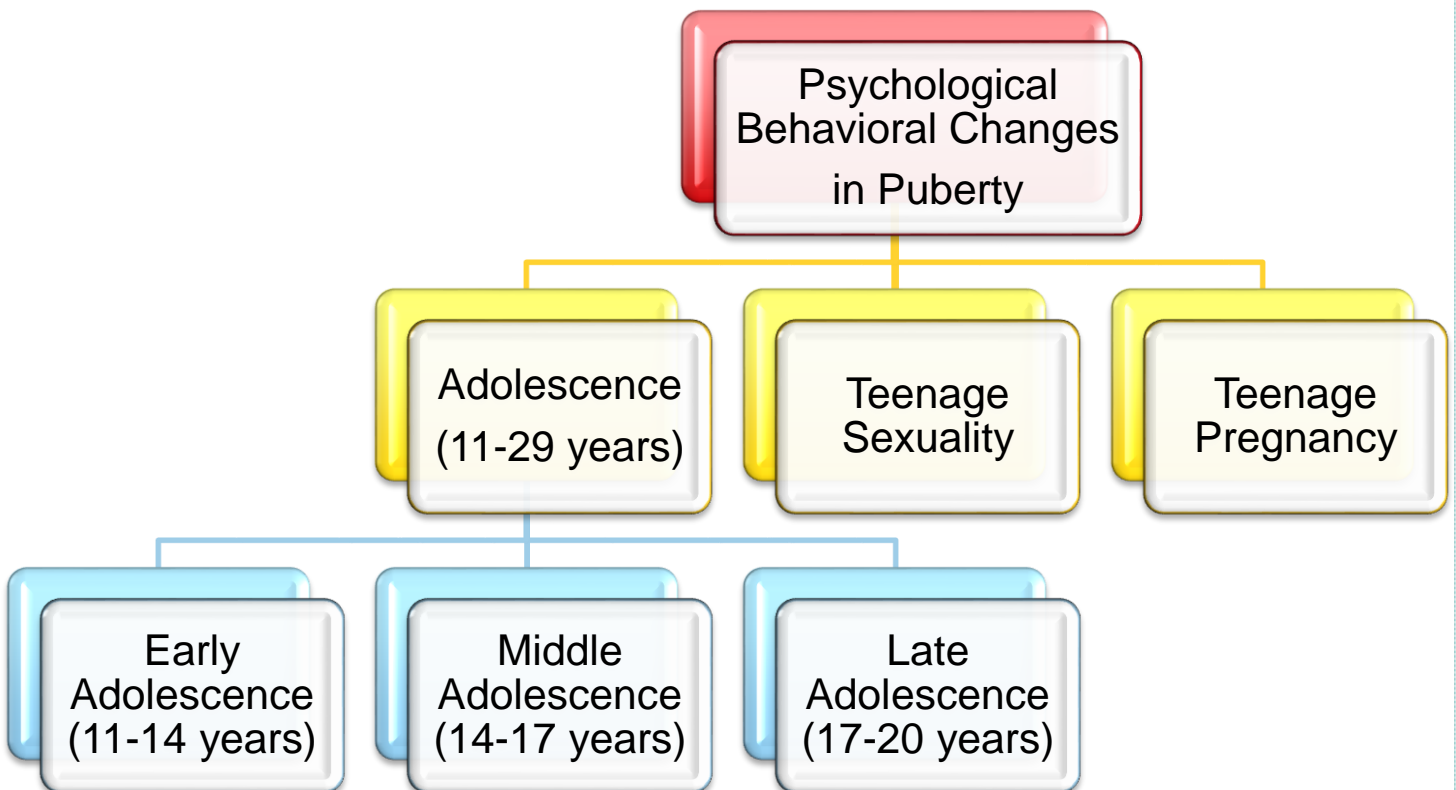 Psychological
Behavioral Changes
in Puberty
Adolescence
(11-29 years)
Teenage
Sexuality
Teenage
Pregnancy
Early
Adolescence
(11-14 years)
Middle
Adolescence
(14-17 years)
Late
Adolescence
(17-20 years)